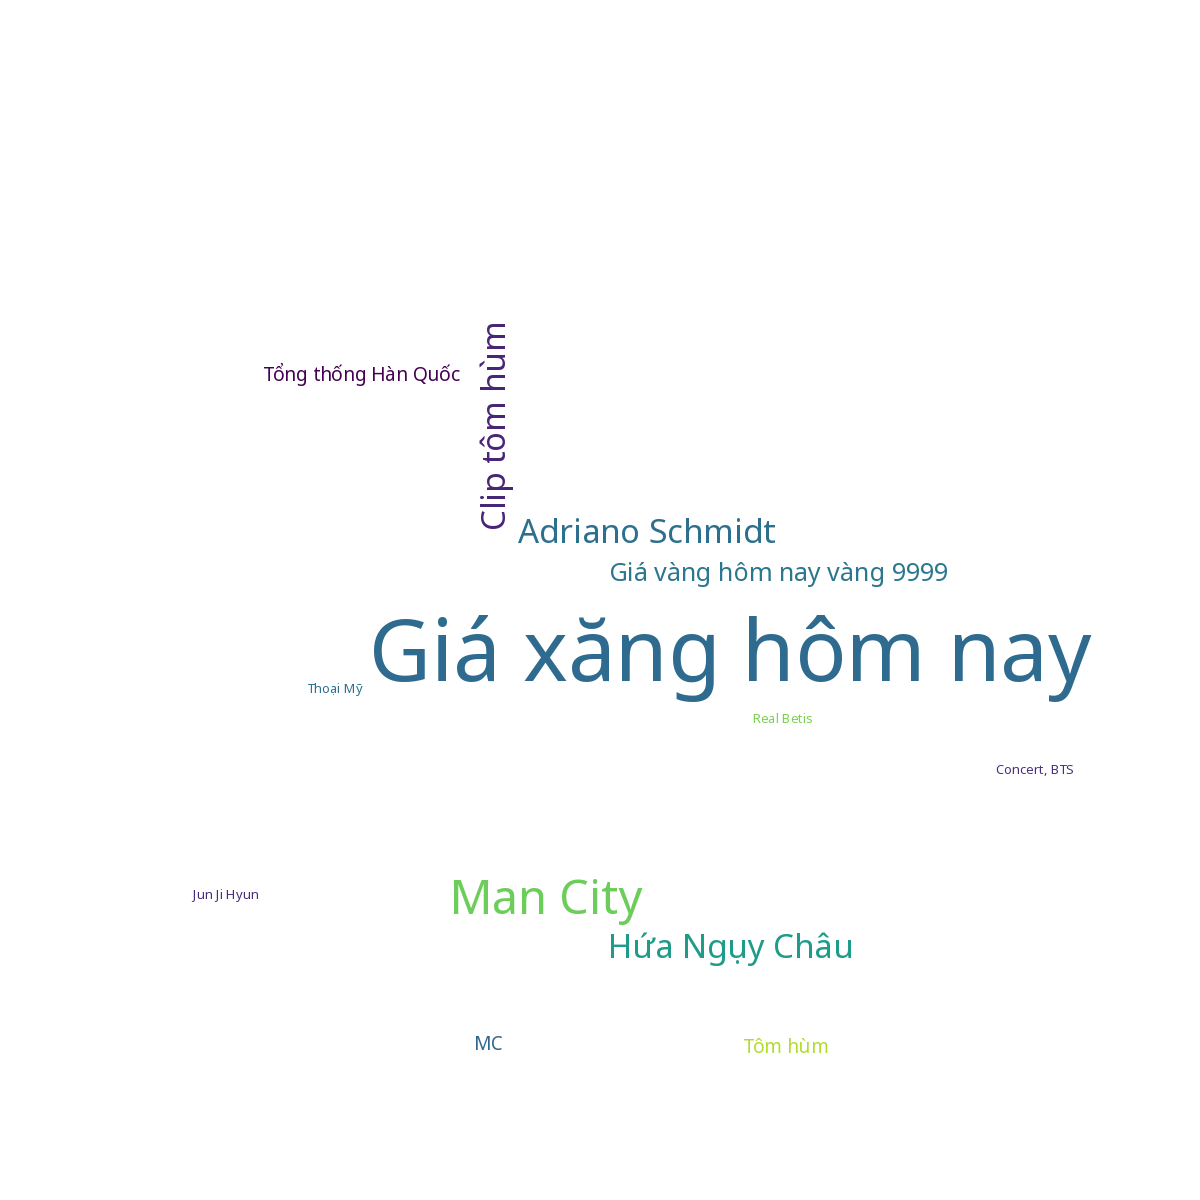 Clip tôm hùm
Tổng thống Hàn Quốc
Adriano Schmidt
Giá vàng hôm nay vàng 9999
Giá xăng hôm nay
Thoai Mỹ
Real Betis
Concert, BTS
Jun Ji Hyun
Man City
Hứa Ngụy Châu
MC
Tôm hùm